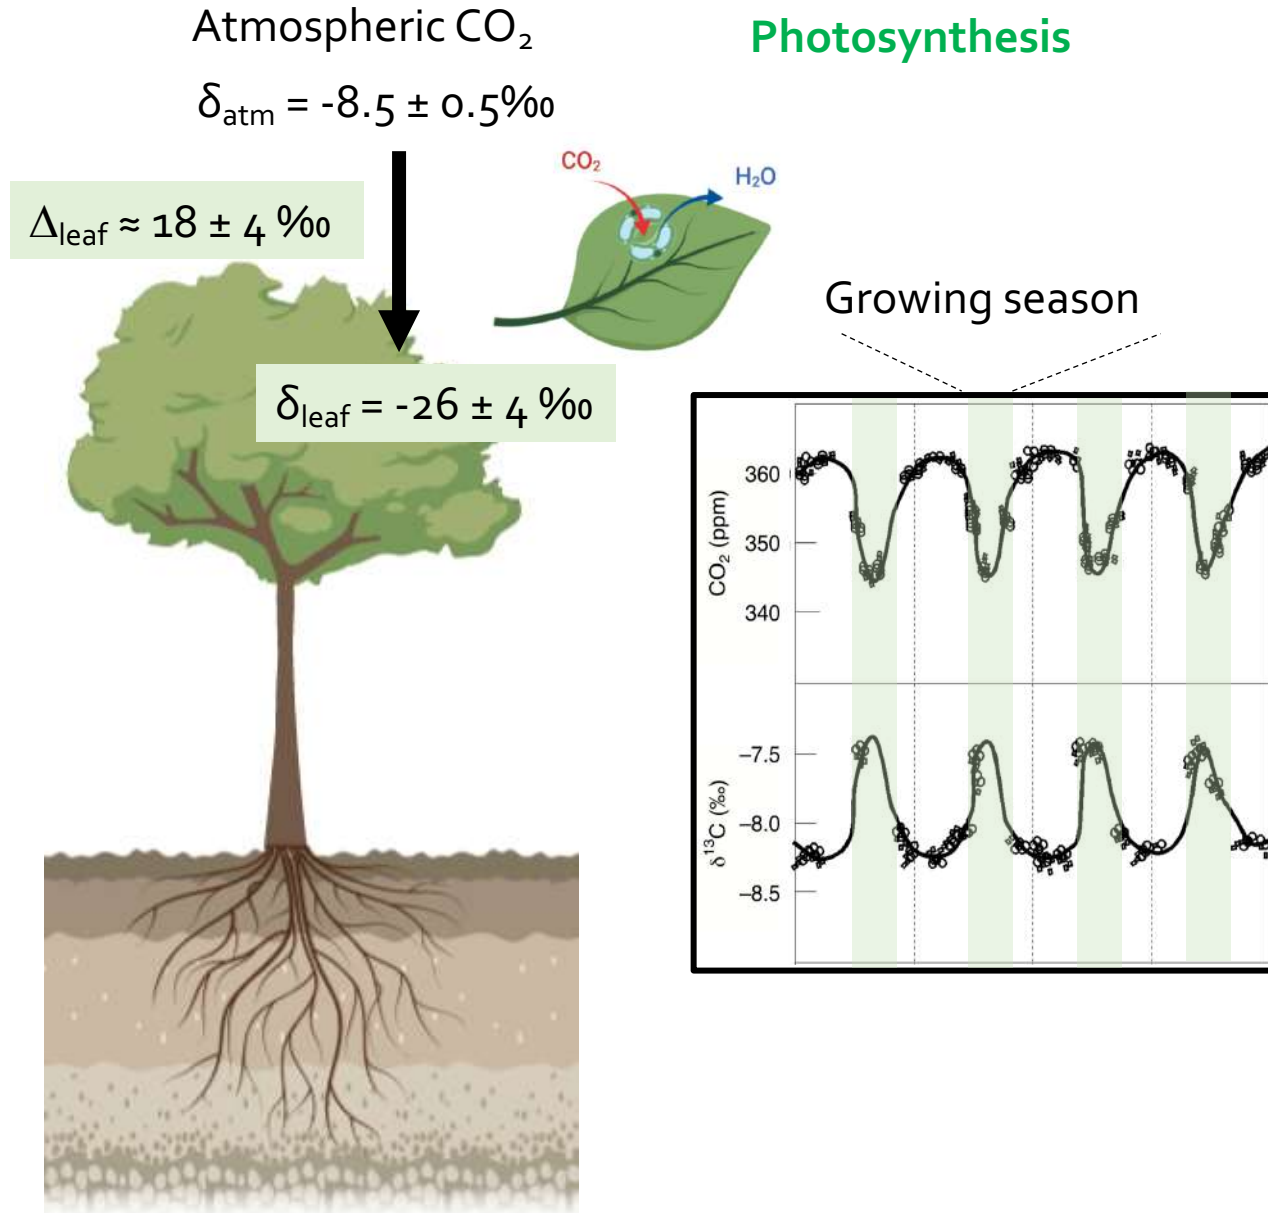 Atmospheric CO₂
Photosynthesis
δatm = -8.5 ± 0.5‰
CO₂
H₂O
Δleaf ≈ 18 ± 4 ‰
Growing season
δleaf = -26 ± 4 ‰
CO₂ (ppm)
360
350
340
δ¹³C (‰)
–7.5
–8.0
–8.5